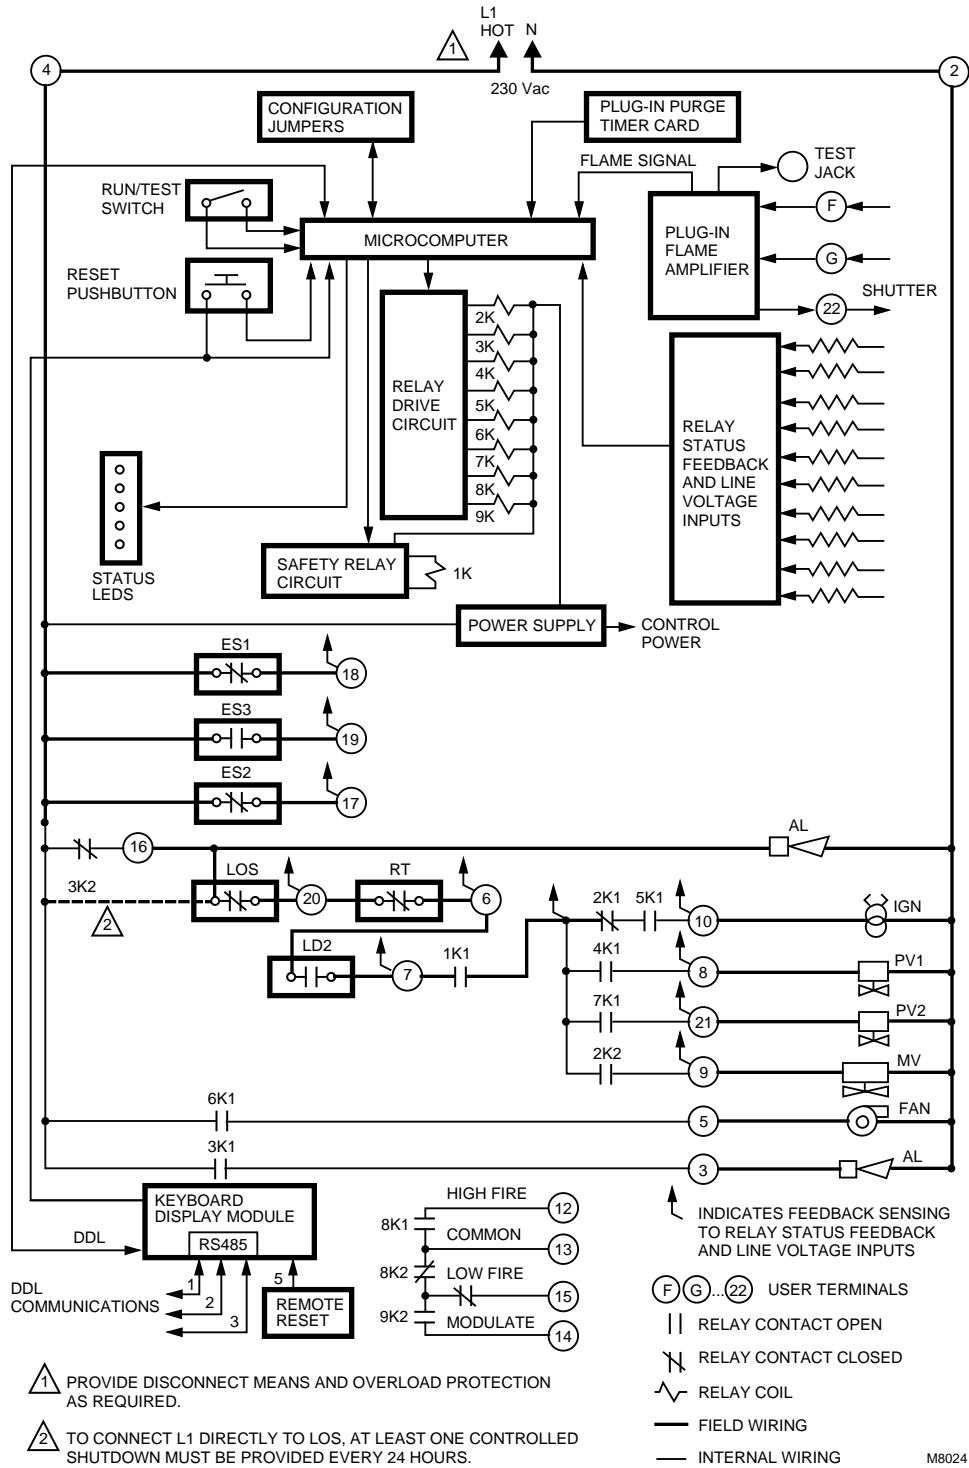 L1
HOT N
1
4
2
230 Vac
CONFIGURATION
JUMPERS
PLUG-IN PURGE
TIMER CARD
FLAME SIGNAL
TEST
JACK
RUN/TEST
SWITCH
MICROCOMPUTER
PLUG-IN
FLAME
AMPLIFIER
F
G
22
SHUTTER
RESET
PUSHBUTTON
RELAY
DRIVE
CIRCUIT
2K
3K
4K
5K
6K
7K
8K
9K
RELAY
STATUS
FEEDBACK
AND LINE
VOLTAGE
INPUTS
STATUS
LEDS
SAFETY RELAY
CIRCUIT
1K
POWER SUPPLY
CONTROL
POWER
ES1
18
ES3
19
ES2
17
16
AL
3K2
2
LOS
20
RT
6
2K1
5K1
10
IGN
LD2
7
1K1
4K1
8
PV1
7K1
21
PV2
2K2
9
MV
6K1
5
FAN
3K1
3
AL
KEYBOARD
DISPLAY MODULE
RS485
DDL
DDL
COMMUNICATIONS
1
2
3
5
REMOTE
RESET
HIGH FIRE
12
8K1
COMMON
13
8K2
LOW FIRE
15
9K2
MODULATE
14
INDICATES FEEDBACK SENSING
TO RELAY STATUS FEEDBACK
AND LINE VOLTAGE INPUTS
F G ... 22 USER TERMINALS
RELAY CONTACT OPEN
RELAY CONTACT CLOSED
RELAY COIL
FIELD WIRING
INTERNAL WIRING
1 PROVIDE DISCONNECT MEANS AND OVERLOAD PROTECTION
AS REQUIRED.
2 TO CONNECT L1 DIRECTLY TO LOS, AT LEAST ONE CONTROLLED
SHUTDOWN MUST BE PROVIDED EVERY 24 HOURS.
M8024